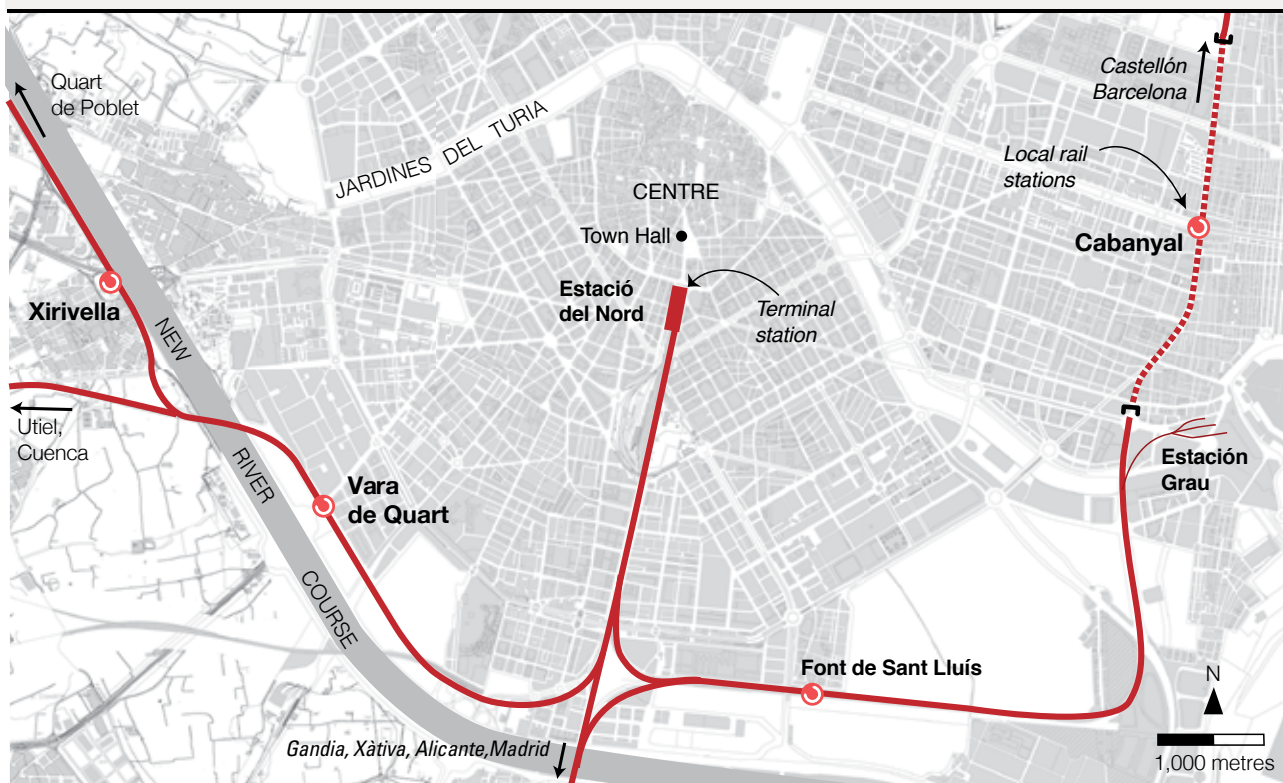 Quart
de Poblet
JARDINES DEL TURIA
Castellón
Barcelona
Local rail
stations
CENTRE
Town Hall
Cabanyal
Estació
del Nord
Terminal
station
Xirivella
NEW RIVER COURSE
Utiel,
Cuenca
Vara
de Quart
Estación
Grau
Font de Sant Lluís
N
Gandia, Xàtiva, Alicante,Madrid
1,000 metres